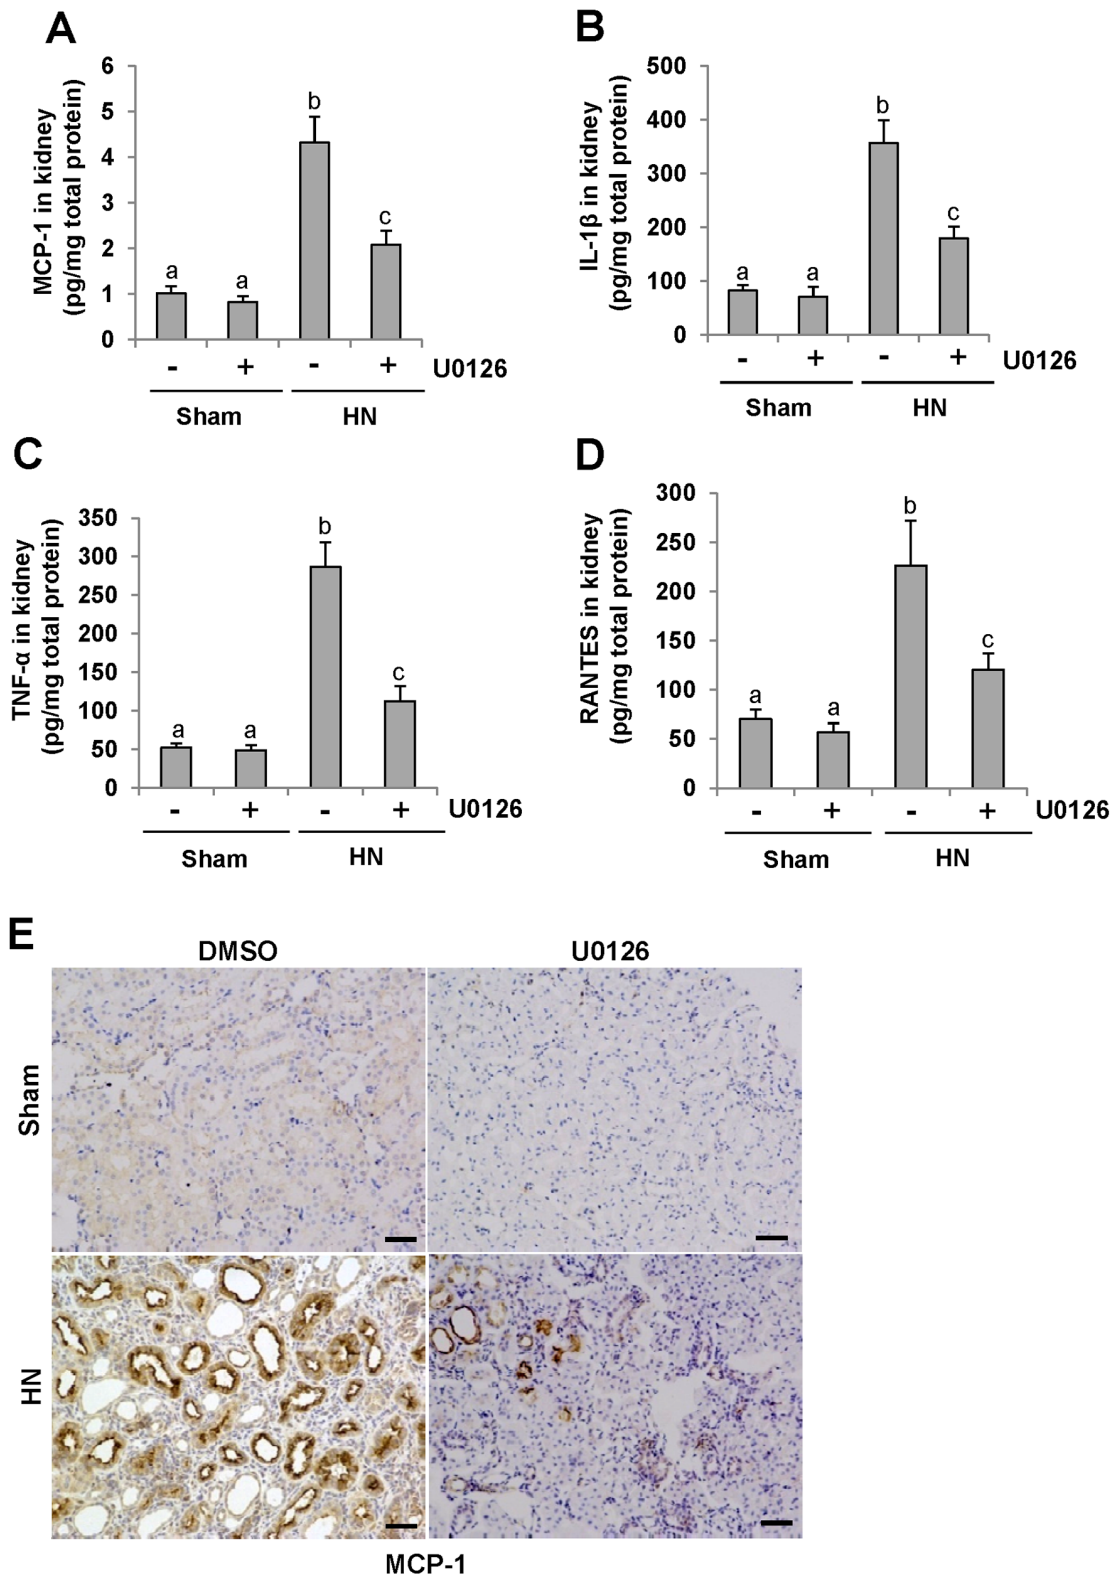 A
MCP-1 in kidney
(pg/mg total protein)
6
5
4
3
2
1
0
a
a
b
c
- + - + U0126
Sham HN
B
IL-1β in kidney
(pg/mg total protein)
500
400
300
200
100
0
a
a
b
c
- + - + U0126
Sham HN
C
TNF-α in kidney
(pg/mg total protein)
350
300
250
200
150
100
50
0
a
a
b
c
- + - + U0126
Sham HN
D
RANTES in kidney
(pg/mg total protein)
300
250
200
150
100
50
0
a
a
b
c
- + - + U0126
Sham HN
E
DMSO U0126
Sham
HN
MCP-1